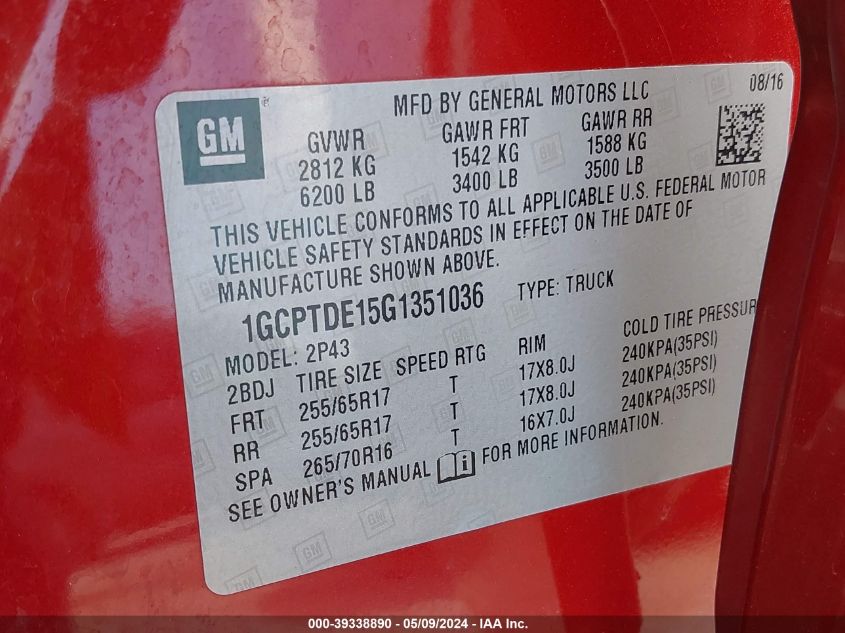 GM
MFD BY GENERAL MOTORS LLC 08/16
GVWR GAWR FRT GAWR RR
2812 KG 1542 KG 1588 KG
6200 LB 3400 LB 3500 LB
THIS VEHICLE CONFORMS TO ALL APPLICABLE U.S. FEDERAL MOTOR
VEHICLE SAFETY STANDARDS IN EFFECT ON THE DATE OF
MANUFACTURE SHOWN ABOVE.
1GCPTDE15G1351036 TYPE: TRUCK
MODEL: 2P43
2BDJ TIRE SIZE SPEED RTG RIM COLD TIRE PRESSUR
FRT 255/65R17 T 17X8.0J 240KPA(35PSI)
RR 255/65R17 T 17X8.0J 240KPA(35PSI)
SPA 265/70R16 T 16X7.0J 240KPA(35PSI)
SEE OWNER'S MANUAL FOR MORE INFORMATION.
000-39338890 - 05/09/2024 - IAA Inc.